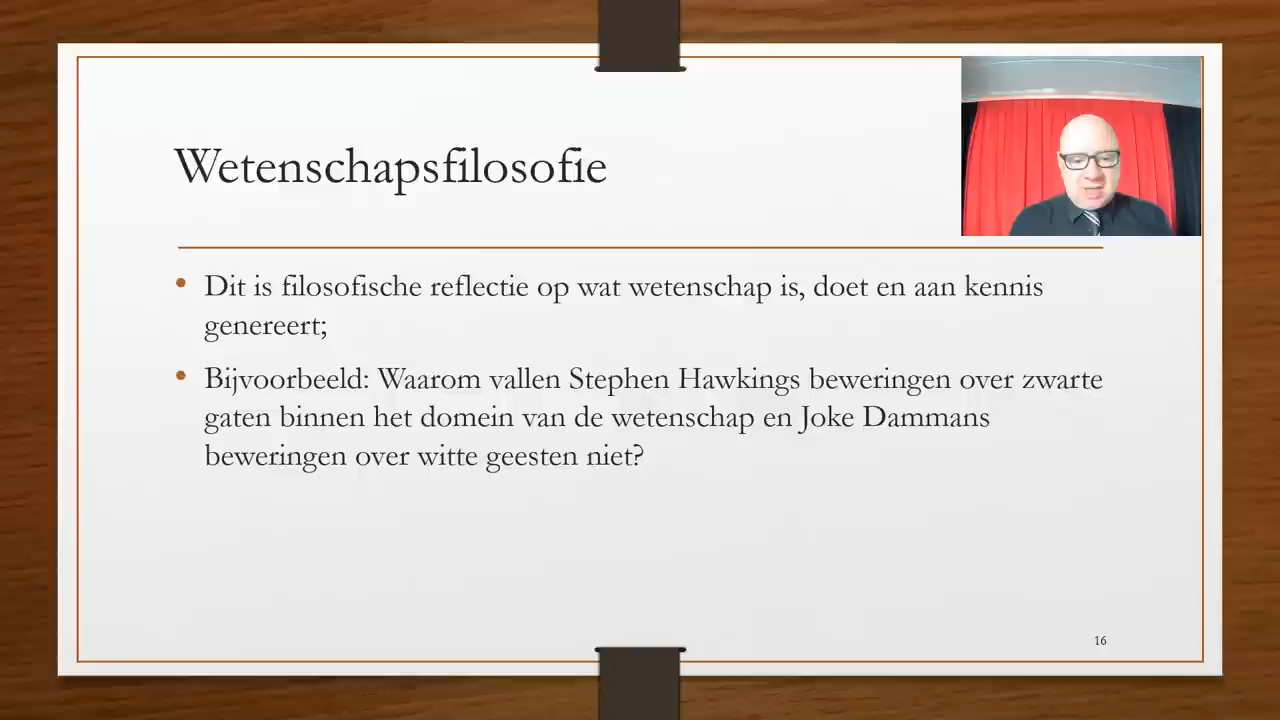 Wetenschapsfilosofie
• Dit is filosofische reflectie op wat wetenschap is, doet en aan kennis
genereert;
• Bijvoorbeeld: Waarom vallen Stephen Hawkings beweringen over zwarte
gaten binnen het domein van de wetenschap en Joke Dammans
beweringen over witte geesten niet?
16